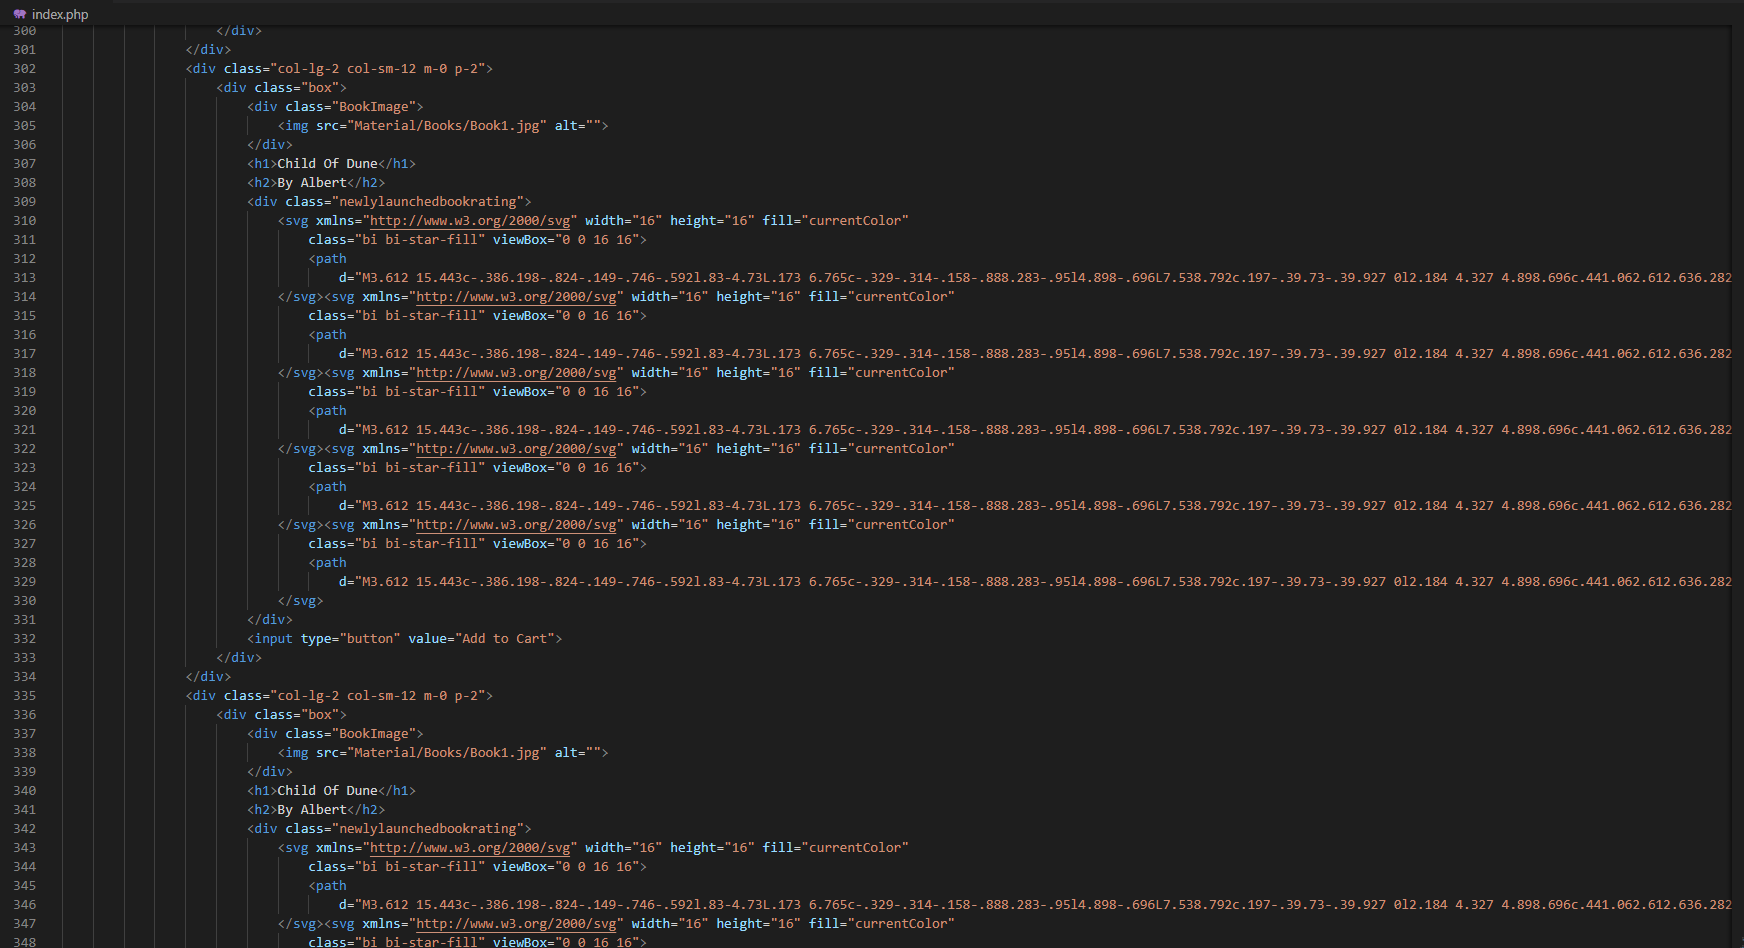 index.php
300 </div>
301 </div>
302 <div class="col-lg-2 col-sm-12 m-0 p-2">
303 <div class="box">
304 <div class="BookImage">
305 <img src="Material/Books/Book1.jpg" alt="">
306 </div>
307 <h1>Child Of Dune</h1>
308 <h2>By Albert</h2>
309 <div class="newlylaunchedbookrating">
310 <svg xmlns="http://www.w3.org/2000/svg" width="16" height="16" fill="currentColor"
311 class="bi bi-star-fill" viewBox="0 0 16 16">
312 <path
313 d="M3.612 15.443c-.386.198-.824-.149-.746-.592l.83-4.73L.173 6.765c-.329-.314-.158-.888.283-.95l4.898-.696L7.538.792c.197-.39.73-.39.927 0l2.184 4.327 4.898.696c.441.062.612.636.282
314 </svg><svg xmlns="http://www.w3.org/2000/svg" width="16" height="16" fill="currentColor"
315 class="bi bi-star-fill" viewBox="0 0 16 16">
316 <path
317 d="M3.612 15.443c-.386.198-.824-.149-.746-.592l.83-4.73L.173 6.765c-.329-.314-.158-.888.283-.95l4.898-.696L7.538.792c.197-.39.73-.39.927 0l2.184 4.327 4.898.696c.441.062.612.636.282
318 </svg><svg xmlns="http://www.w3.org/2000/svg" width="16" height="16" fill="currentColor"
319 class="bi bi-star-fill" viewBox="0 0 16 16">
320 <path
321 d="M3.612 15.443c-.386.198-.824-.149-.746-.592l.83-4.73L.173 6.765c-.329-.314-.158-.888.283-.95l4.898-.696L7.538.792c.197-.39.73-.39.927 0l2.184 4.327 4.898.696c.441.062.612.636.282
322 </svg><svg xmlns="http://www.w3.org/2000/svg" width="16" height="16" fill="currentColor"
323 class="bi bi-star-fill" viewBox="0 0 16 16">
324 <path
325 d="M3.612 15.443c-.386.198-.824-.149-.746-.592l.83-4.73L.173 6.765c-.329-.314-.158-.888.283-.95l4.898-.696L7.538.792c.197-.39.73-.39.927 0l2.184 4.327 4.898.696c.441.062.612.636.282
326 </svg><svg xmlns="http://www.w3.org/2000/svg" width="16" height="16" fill="currentColor"
327 class="bi bi-star-fill" viewBox="0 0 16 16">
328 <path
329 d="M3.612 15.443c-.386.198-.824-.149-.746-.592l.83-4.73L.173 6.765c-.329-.314-.158-.888.283-.95l4.898-.696L7.538.792c.197-.39.73-.39.927 0l2.184 4.327 4.898.696c.441.062.612.636.282
330 </svg>
331 </div>
332 <input type="button" value="Add to Cart">
333 </div>
334 </div>
335 <div class="col-lg-2 col-sm-12 m-0 p-2">
336 <div class="box">
337 <div class="BookImage">
338 <img src="Material/Books/Book1.jpg" alt="">
339 </div>
340 <h1>Child Of Dune</h1>
341 <h2>By Albert</h2>
342 <div class="newlylaunchedbookrating">
343 <svg xmlns="http://www.w3.org/2000/svg" width="16" height="16" fill="currentColor"
344 class="bi bi-star-fill" viewBox="0 0 16 16">
345 <path
346 d="M3.612 15.443c-.386.198-.824-.149-.746-.592l.83-4.73L.173 6.765c-.329-.314-.158-.888.283-.95l4.898-.696L7.538.792c.197-.39.73-.39.927 0l2.184 4.327 4.898.696c.441.062.612.636.282
347 </svg><svg xmlns="http://www.w3.org/2000/svg" width="16" height="16" fill="currentColor"
348 class="bi bi-star-fill" viewBox="0 0 16 16">